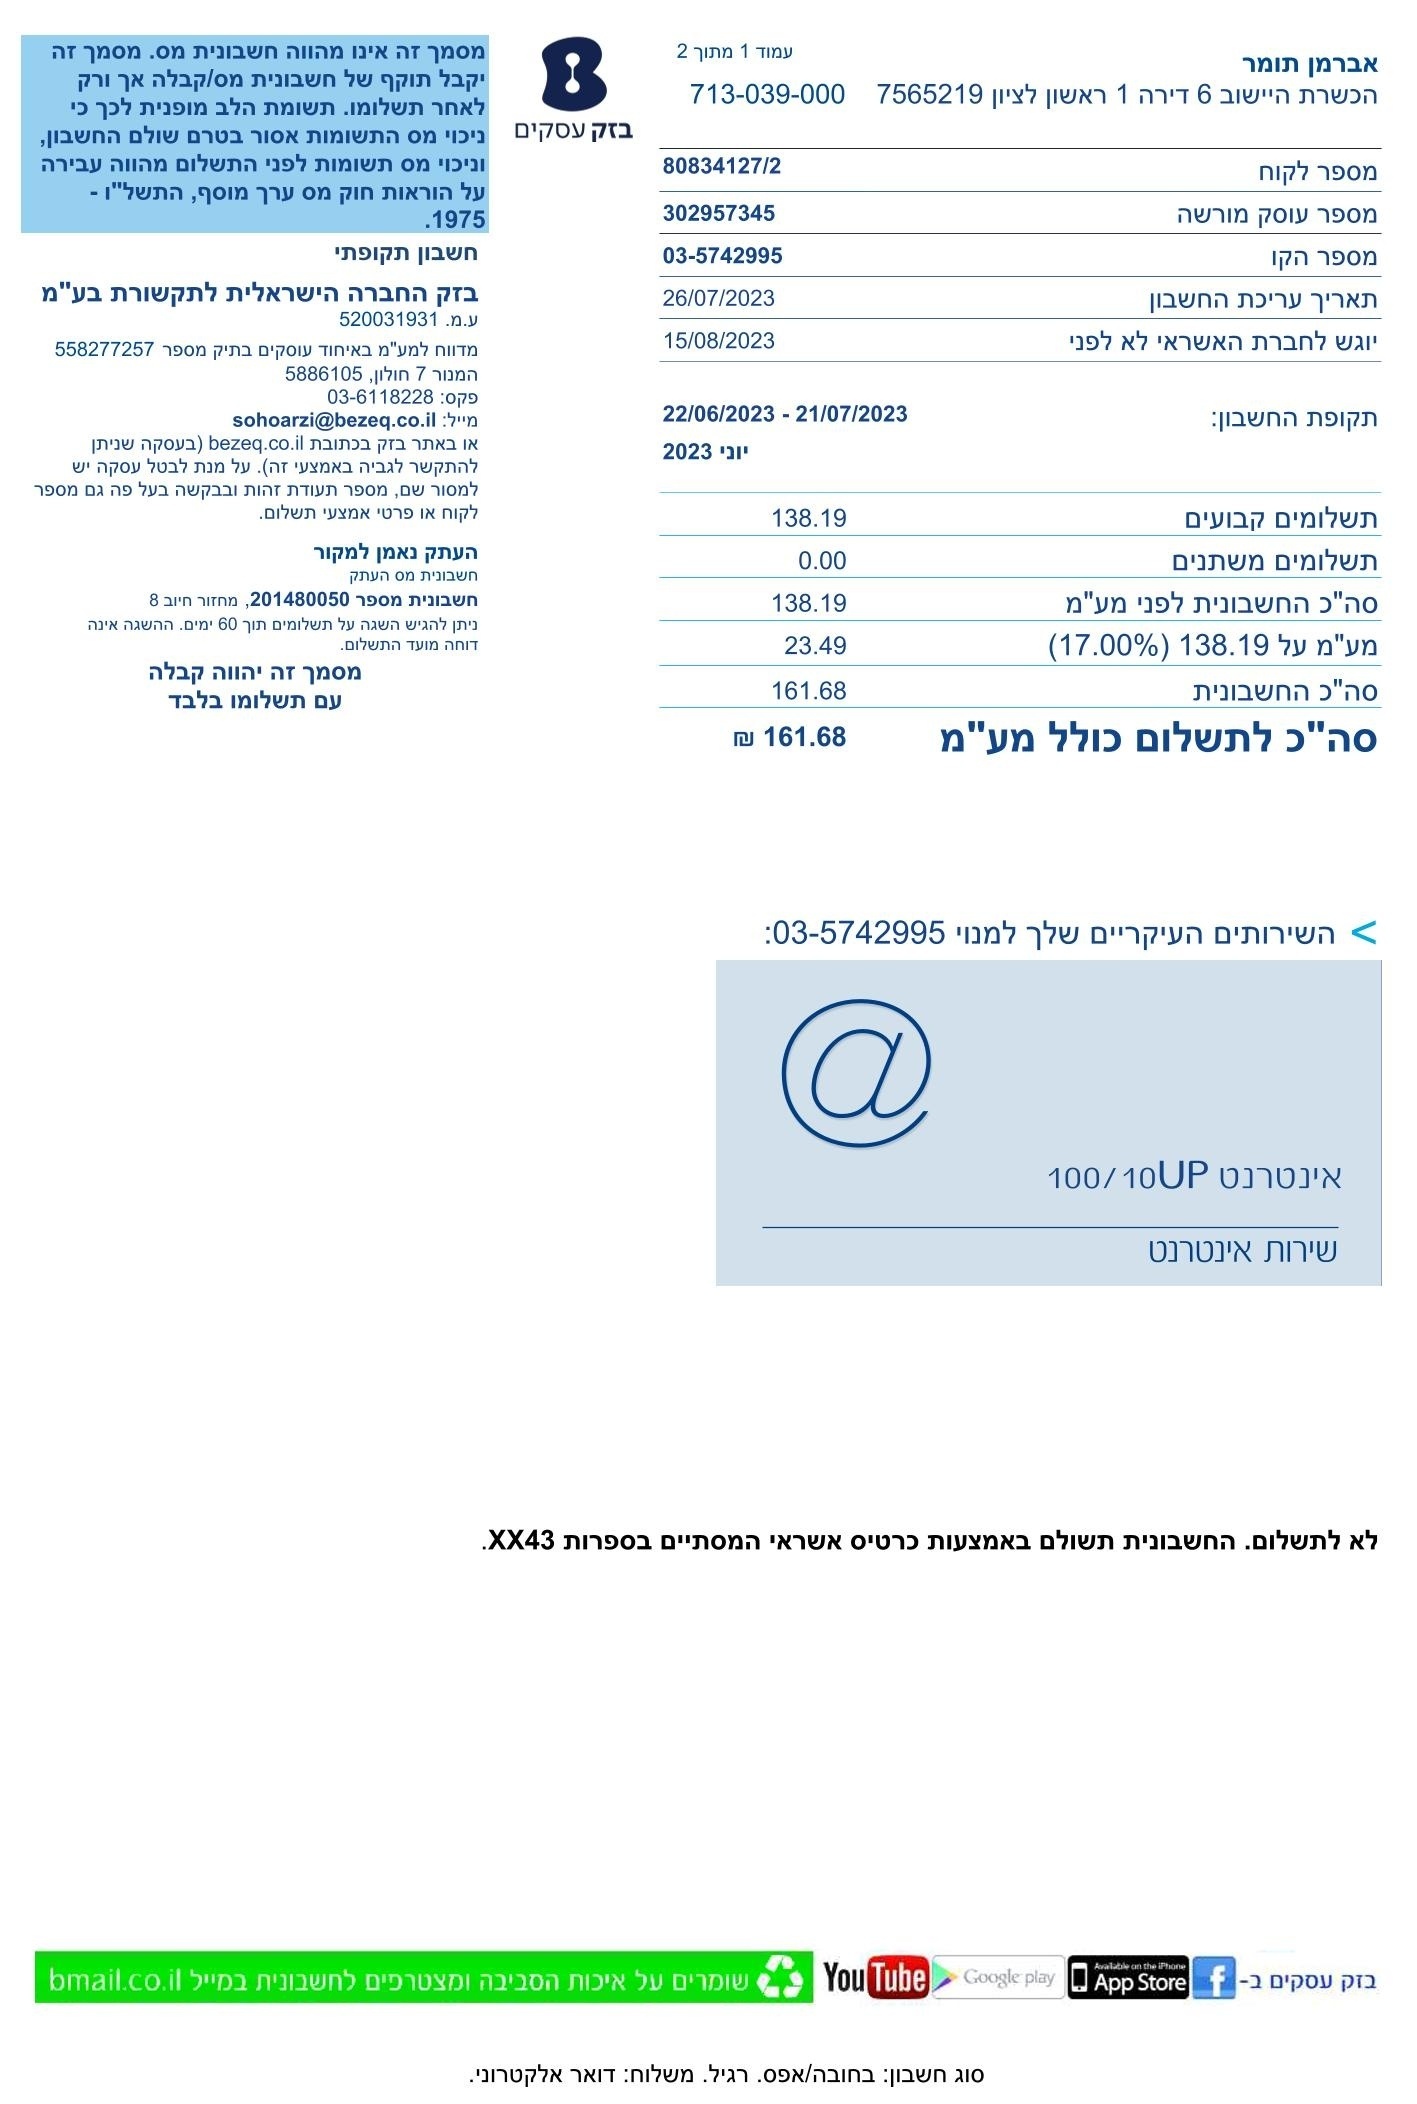 אברמן תומר
עמוד 1 מתוך 2
הכשרת היישוב 6 דירה 1 ראשון לציון 7565219 713-039-000
מספר לקוח 80834127/2
מספר עוסק מורשה 302957345
מספר הקו 03-5742995
תאריך עריכת החשבון 26/07/2023
יוגש לחברת האשראי לא לפני 15/08/2023
תקופת החשבון: 22/06/2023 - 21/07/2023
יוני 2023
תשלומים קבועים 138.19
תשלומים משתנים 0.00
סה"כ החשבונית לפני מע"מ 138.19
מע"מ על 138.19 (17.00%) 23.49
סה"כ החשבונית 161.68
סה"כ לתשלום כולל מע"מ 161.68 ₪
בזק עסקים
מסמך זה אינו מהווה חשבונית מס. מסמך זה
יקבל תוקף של חשבונית מס/קבלה אך ורק
לאחר תשלומו. תשומת הלב מופנית לכך כי
ניכוי מס התשומות אסור בטרם שולם החשבון,
וניכוי מס תשומות לפני התשלום מהווה עבירה
על הוראות חוק מס ערך מוסף, התשל"ו -
1975.
חשבון תקופתי
בזק החברה הישראלית לתקשורת בע"מ
ע.מ. 520031931
מדווח למע"מ באיחוד עוסקים בתיק מספר 558277257
המנור 7 חולון, 5886105
פקס: 03-6118228
מייל: sohoarzi@bezeq.co.il
או באתר בזק בכתובת bezeq.co.il (בעסקה שניתן
להתקשר לגביה באמצעי זה). על מנת לבטל עסקה יש
למסור שם, מספר תעודת זהות ובבקשה בעל פה גם מספר
לקוח או פרטי אמצעי תשלום.
העתק נאמן למקור
חשבונית מס העתק
חשבונית מספר 201480050, מחזור חיוב 8
ניתן להגיש השגה על תשלומים תוך 60 ימים. ההשגה אינה
דוחה מועד התשלום.
מסמך זה יהווה קבלה
עם תשלומו בלבד
> השירותים העיקריים שלך למנוי 03-5742995:
@
אינטרנט 100/10UP
שירות אינטרנט
לא לתשלום. החשבונית תשולם באמצעות כרטיס אשראי המסתיים בספרות XX43.
בזק עסקים ב-
f
Available on the iPhone
App Store
Google play
YouTube
שומרים על איכות הסביבה ומצטרפים לחשבונית במייל bmail.co.il
סוג חשבון: בחובה/אפס. רגיל. משלוח: דואר אלקטרוני.